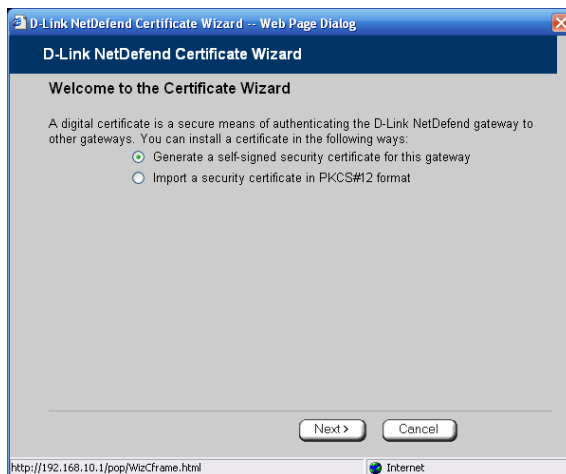 D-Link NetDefend Certificate Wizard -- Web Page Dialog
D-Link NetDefend Certificate Wizard
Welcome to the Certificate Wizard
A digital certificate is a secure means of authenticating the D-Link NetDefend gateway to
other gateways. You can install a certificate in the following ways:
Generate a self-signed security certificate for this gateway
Import a security certificate in PKCS#12 format
Next >
Cancel
http://192.168.10.1/pop/WizCframe.html
Internet